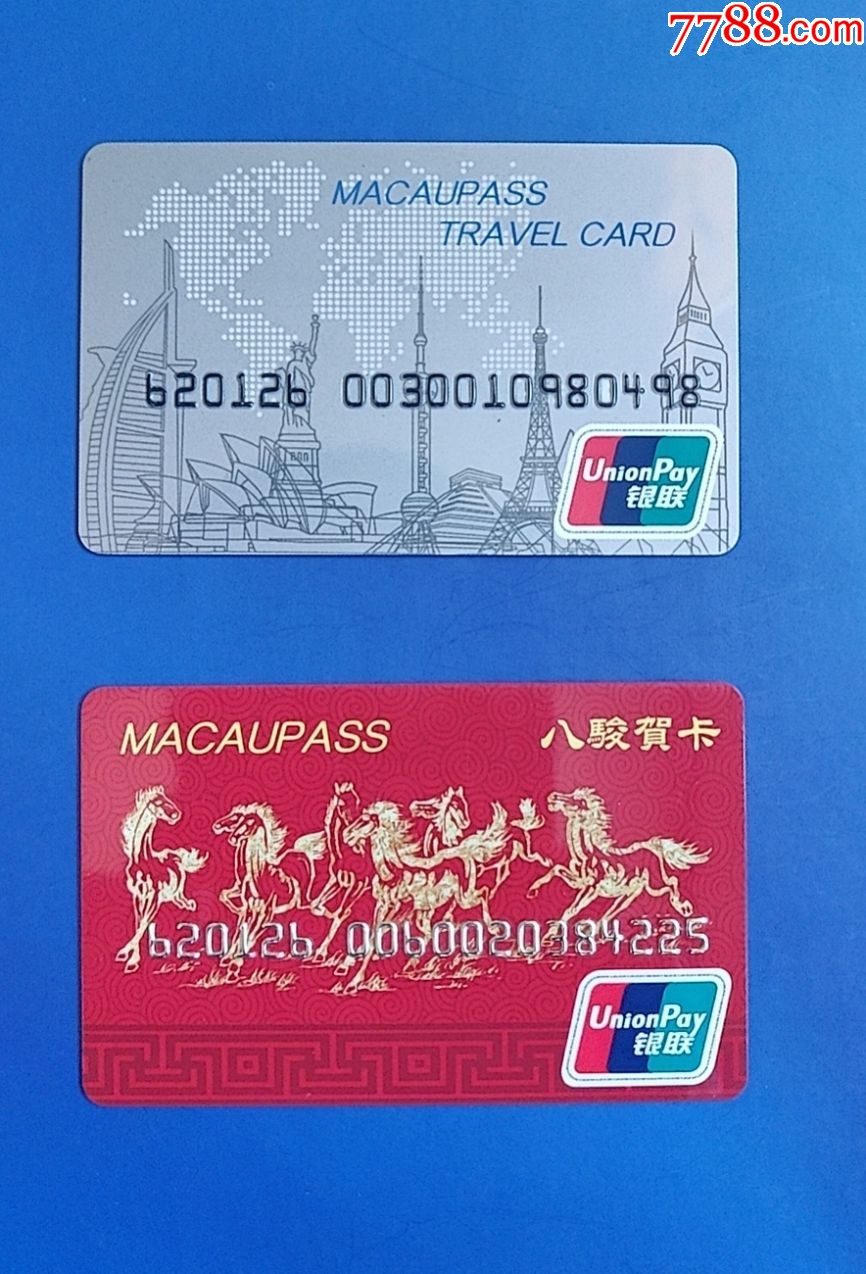 7788.com
MACAUPASS
TRAVEL CARD
620126 0030010980498
UnionPay
银联
MACAUPASS
八駿賀卡
620126 0060020384225
UnionPay
银联